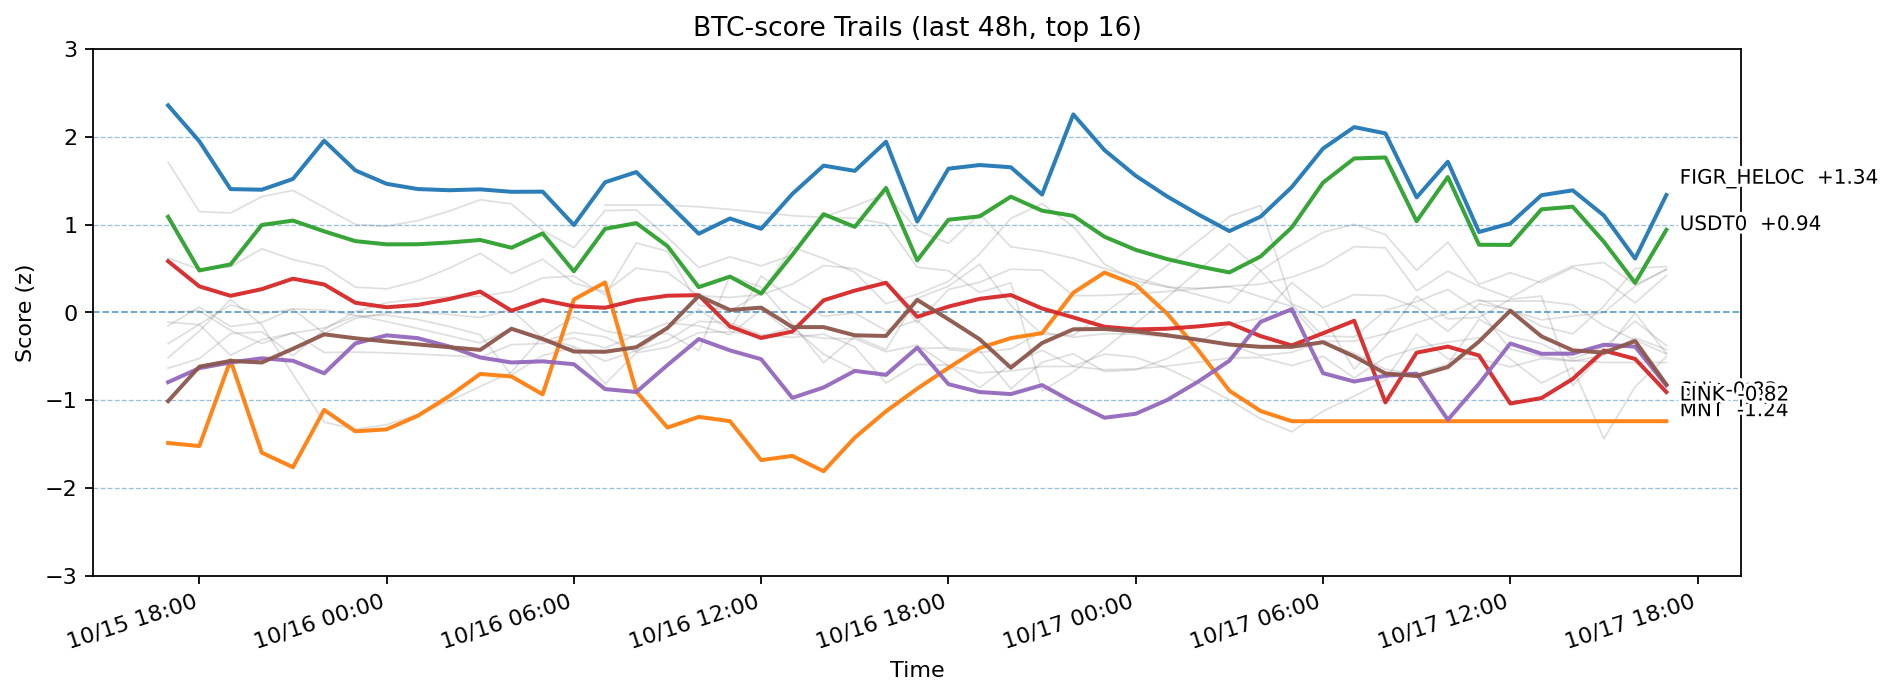 BTC-score Trails (last 48h, top 16)
3
2
1
0
−1
−2
−3
Score (z)
FIGR_HELOC +1.34
USDT0 +0.94
LINK -0.82
MNT -1.24
10/15 18:00
10/16 00:00
10/16 06:00
10/16 12:00
10/16 18:00
10/17 00:00
10/17 06:00
10/17 12:00
10/17 18:00
Time